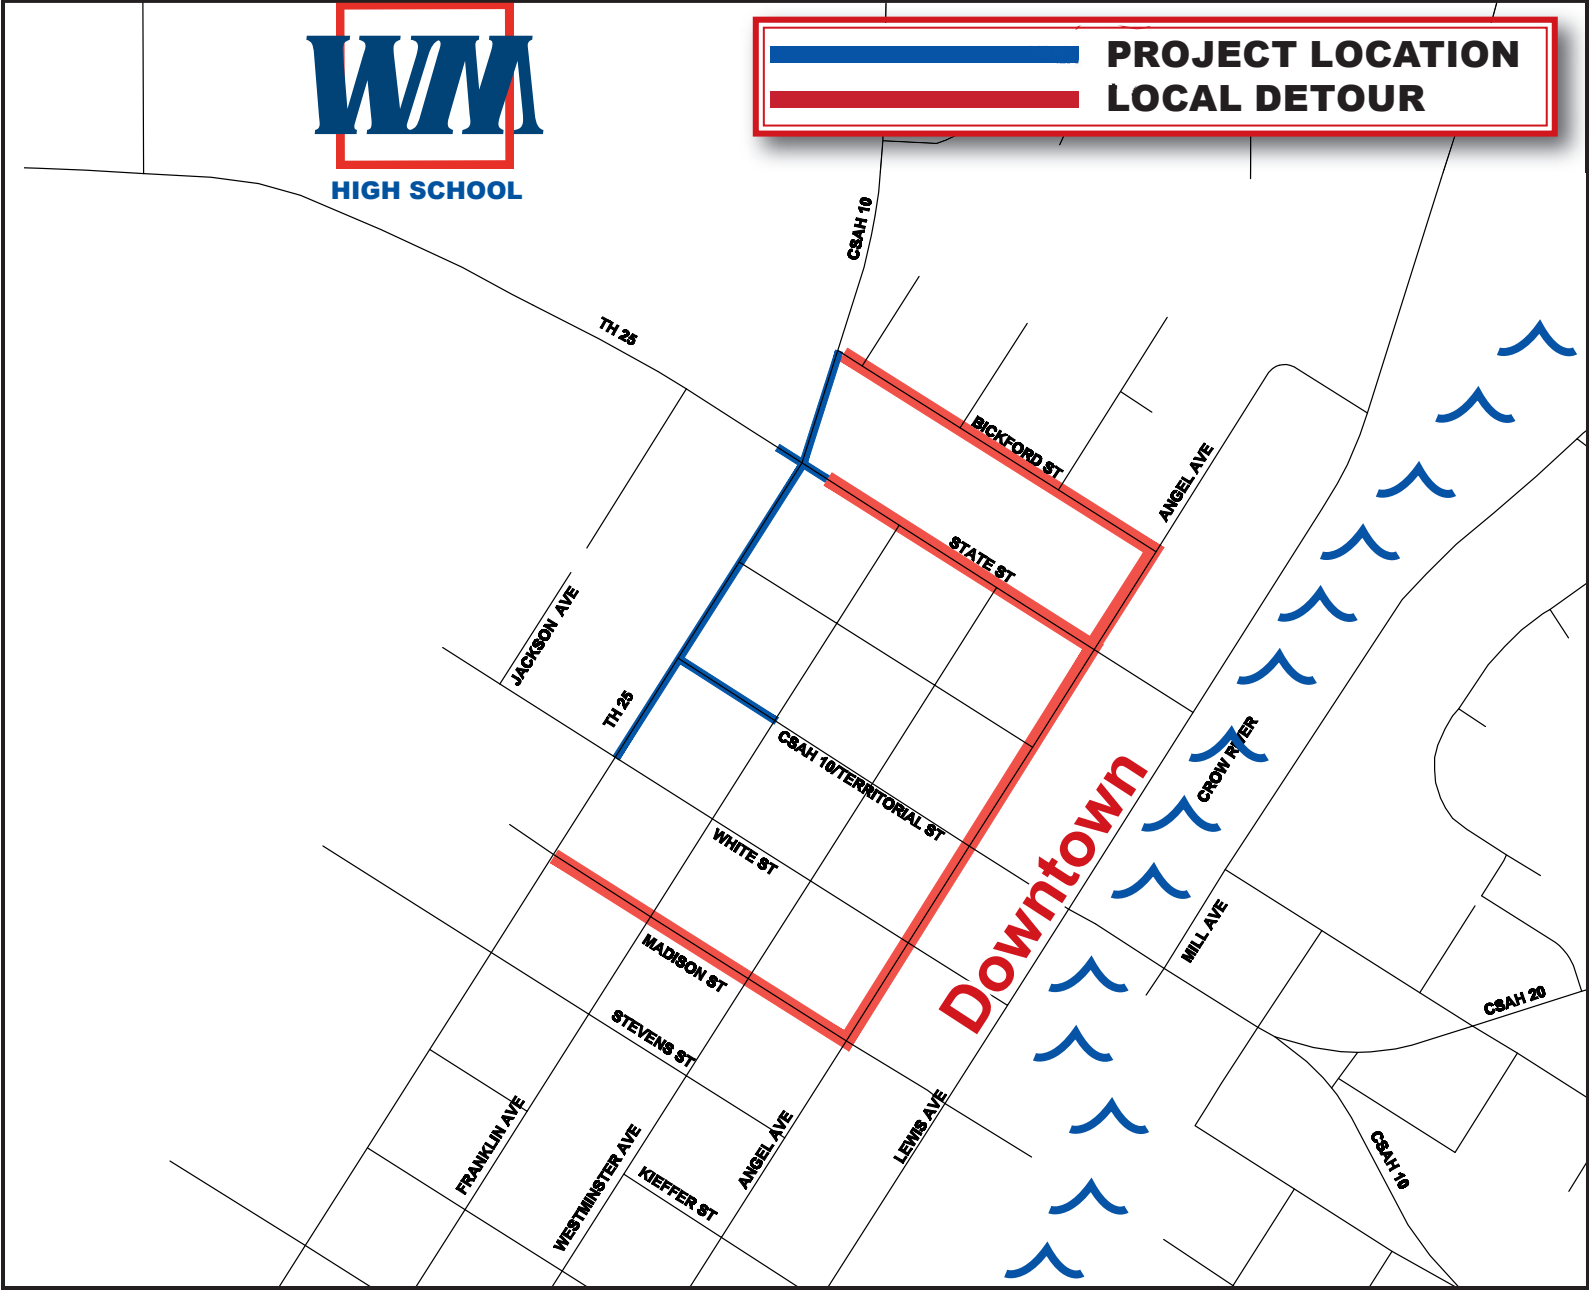 WM
HIGH SCHOOL
PROJECT LOCATION
LOCAL DETOUR
CSAH 10
TH 25
BICKFORD ST
ANGEL AVE
STATE ST
JACKSON AVE
TH 25
CSAH 10/TERRITORIAL ST
CROW RIVER
WHITE ST
Downtown
MILL AVE
MADISON ST
CSAH 20
STEVENS ST
FRANKLIN AVE
WESTMINSTER AVE
ANGEL AVE
LEWIS AVE
KIEFFER ST
CSAH 10